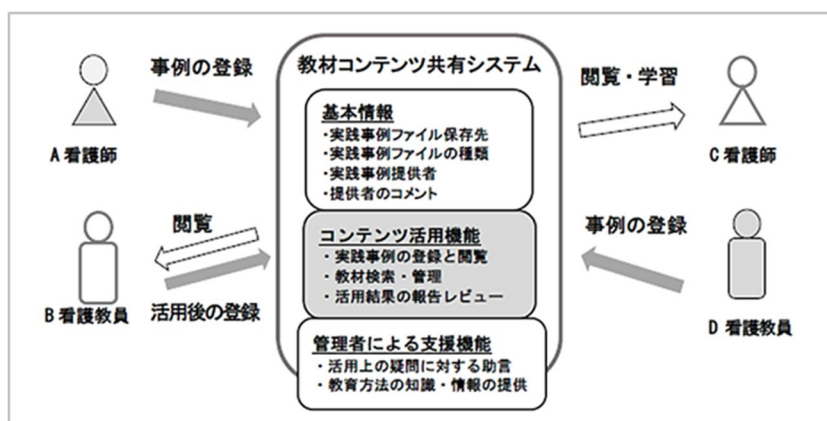 教材コンテンツ共有システム
事例の登録
A看護師
基本情報
・実践事例ファイル保存先
・実践事例ファイルの種類
・実践事例提供者
・提供者のコメント
閲覧・学習
C看護師
閲覧
活用後の登録
B看護教員
コンテンツ活用機能
・実践事例の登録と閲覧
・教材検索・管理
・活用結果の報告レビュー
事例の登録
D看護教員
管理者による支援機能
・活用上の疑問に対する助言
・教育方法の知識・情報の提供